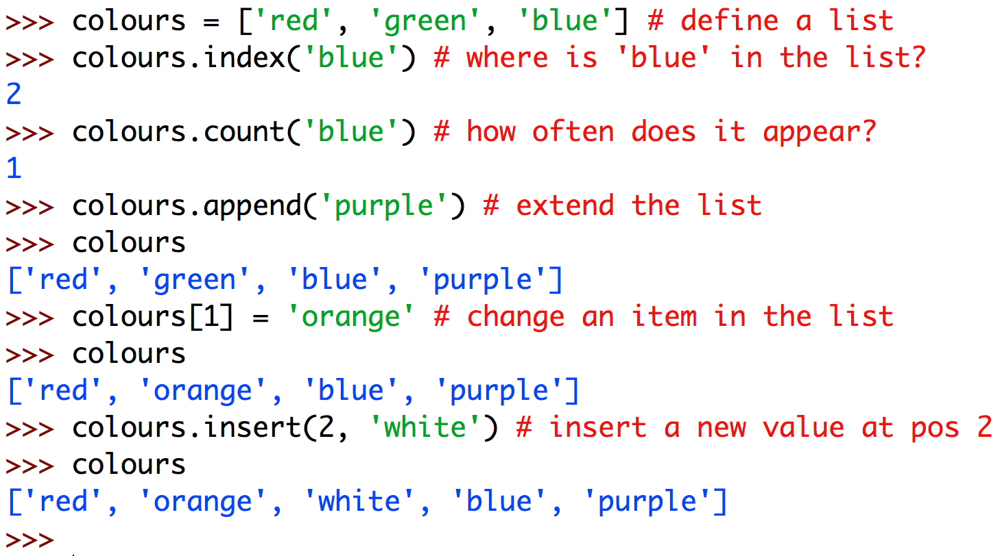 >>> colours = ['red', 'green', 'blue'] # define a list
>>> colours.index('blue') # where is 'blue' in the list?
2
>>> colours.count('blue') # how often does it appear?
1
>>> colours.append('purple') # extend the list
>>> colours
['red', 'green', 'blue', 'purple']
>>> colours[1] = 'orange' # change an item in the list
>>> colours
['red', 'orange', 'blue', 'purple']
>>> colours.insert(2, 'white') # insert a new value at pos 2
>>> colours
['red', 'orange', 'white', 'blue', 'purple']
>>>